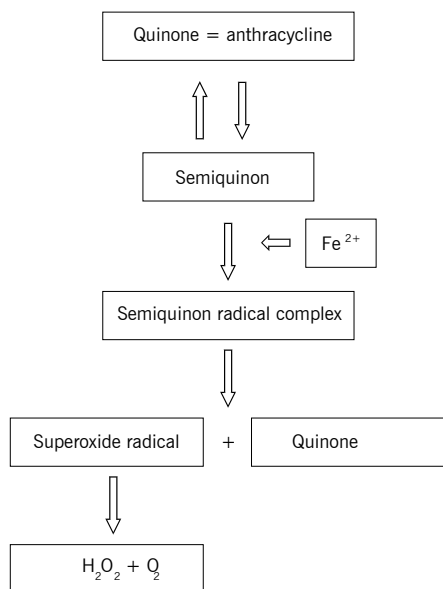 Quinone = anthracycline
Semiquinon
Fe²⁺
Semiquinon radical complex
Superoxide radical + Quinone
H₂O₂ + O₂